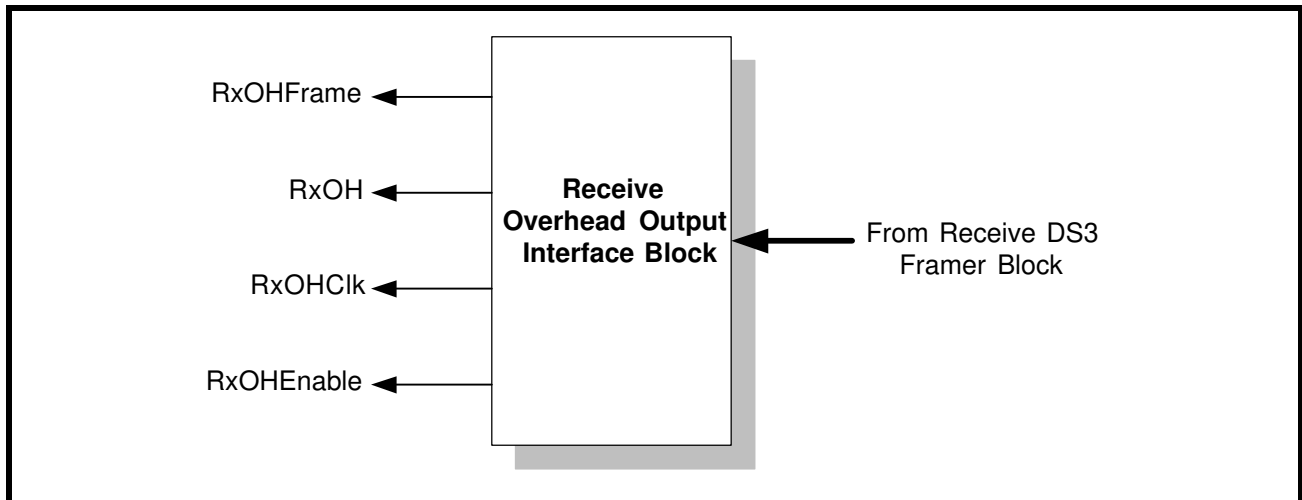 RxOHFrame
RxOH
RxOHClk
RxOHEnable
Receive
Overhead Output
Interface Block
From Receive DS3
Framer Block